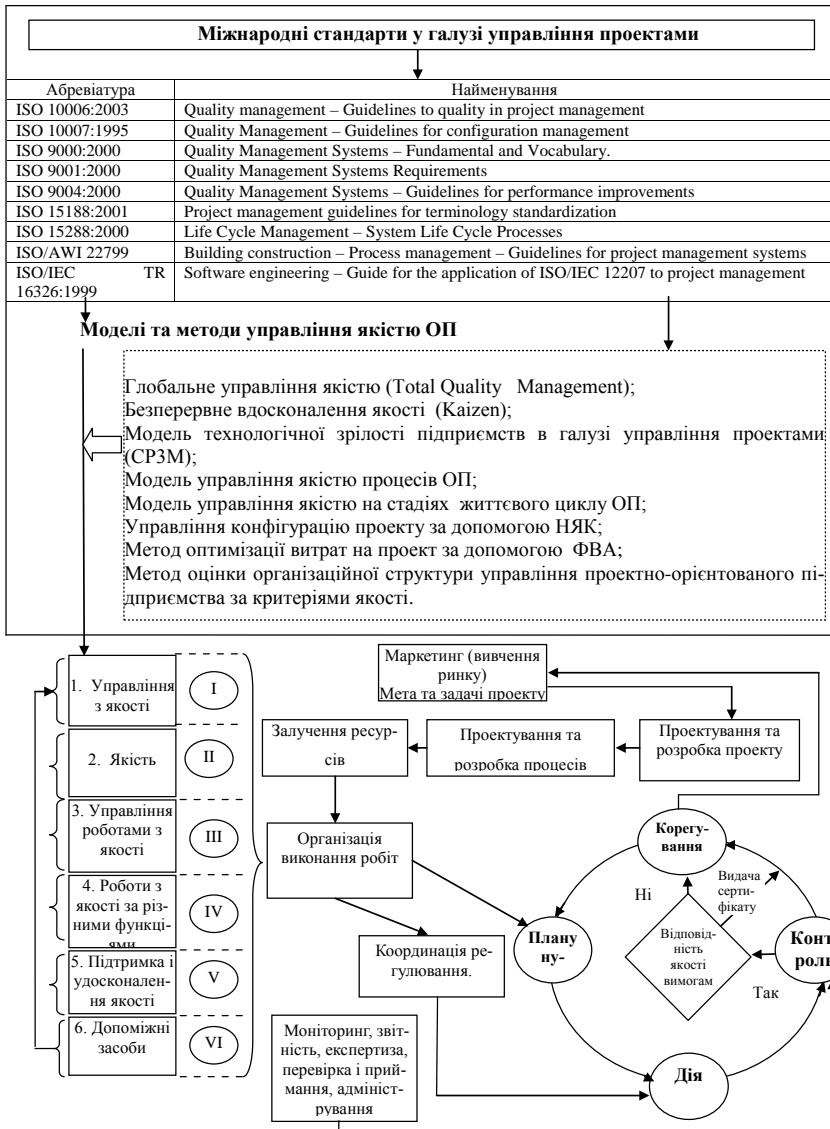 Міжнародні стандарти у галузі управління проектами
Абревіатура Найменування
ISO 10006:2003 Quality management – Guidelines to quality in project management
ISO 10007:1995 Quality Management – Guidelines for configuration management
ISO 9000:2000 Quality Management Systems – Fundamental and Vocabulary.
ISO 9001:2000 Quality Management Systems Requirements
ISO 9004:2000 Quality Management Systems – Guidelines for performance improvements
ISO 15188:2001 Project management guidelines for terminology standardization
ISO 15288:2000 Life Cycle Management – System Life Cycle Processes
ISO/AWI 22799 Building construction – Process management – Guidelines for project management systems
ISO/IEC TR Software engineering – Guide for the application of ISO/IEC 12207 to project management
16326:1999
Моделі та методи управління якістю ОП
Глобальне управління якістю (Total Quality Management);
Безперервне вдосконалення якості (Kaizen);
Модель технологічної зрілості підприємств в галузі управління проектами
(СР3М);
Модель управління якістю процесів ОП;
Модель управління якістю на стадіях життєвого циклу ОП;
Управління конфігурацію проекту за допомогою НЯК;
Метод оптимізації витрат на проект за допомогою ФВА;
Метод оцінки організаційної структури управління проектно-орієнтованого пі-
дприємства за критеріями якості.
1. Управління
з якості
I
2. Якість
II
3. Управління
роботами з
якості
III
4. Роботи з
якості за різ-
ними функці-
ями
IV
5. Підтримка і
удосконален-
ня якості
V
6. Допоміжні
засоби
VI
Маркетинг (вивчення
ринку)
Мета та задачі проекту
Залучення ресур-
сів
Проектування та
розробка процесів
Проектування та
розробка проекту
Організація
виконання робіт
Координація ре-
гулювання.
Моніторинг, звіт-
ність, експертиза,
перевірка і прий-
мання, адмініст-
рування
Корегу-
вання
Ні
Видача
серти-
фікату
Плану
ну-
Відповід-
ність
якості
вимогам
Конт
роль
Так
Дія